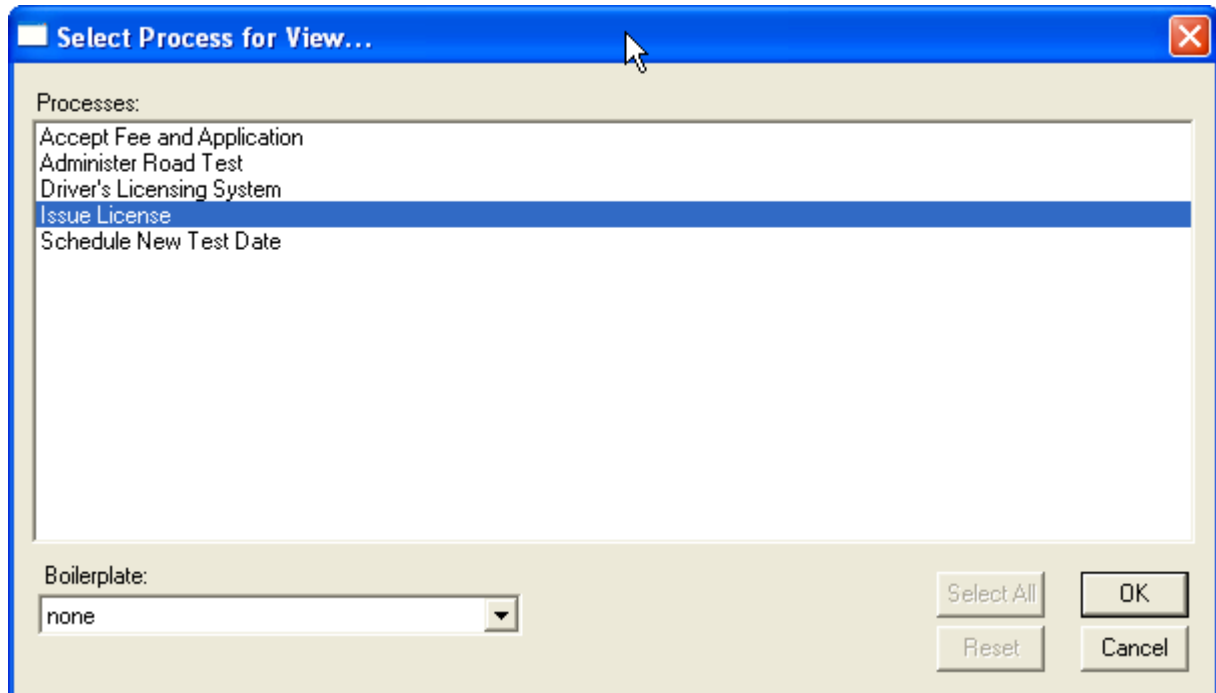 Select Process for View...
Processes:
Accept Fee and Application
Administer Road Test
Driver's Licensing System
Issue License
Schedule New Test Date
Boilerplate:
none
Select All
OK
Reset
Cancel